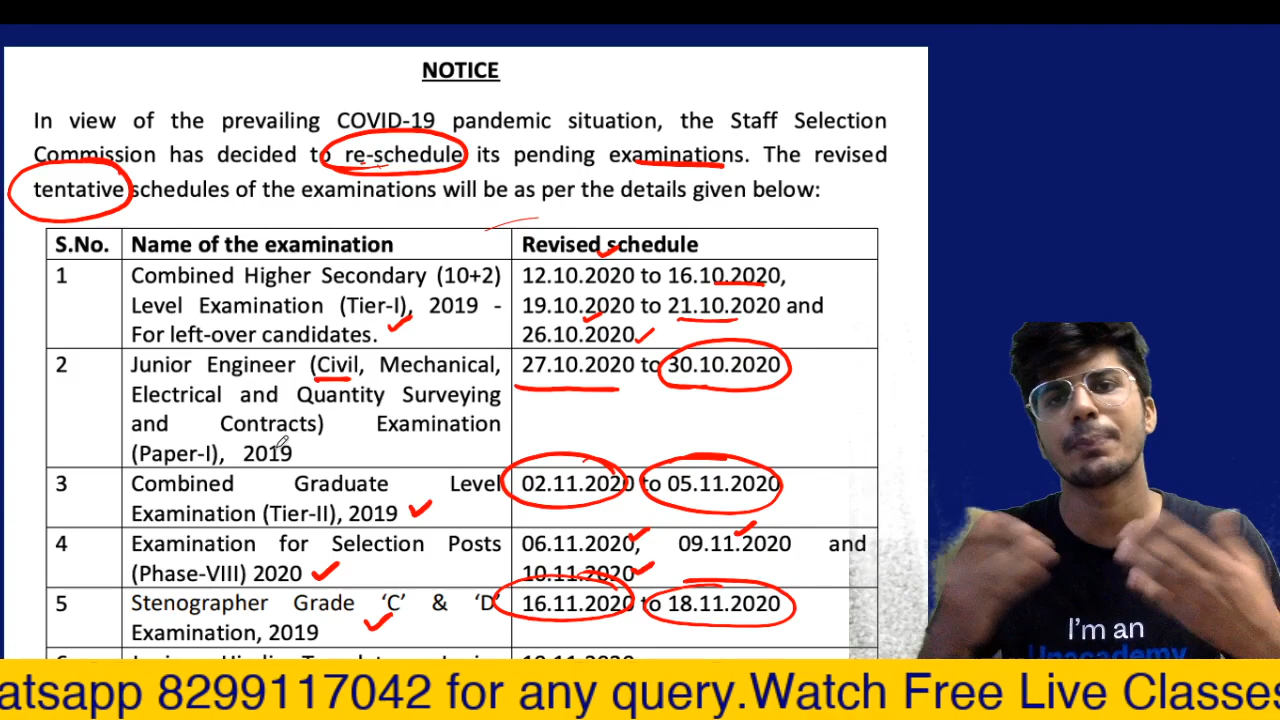 NOTICE
In view of the prevailing COVID-19 pandemic situation, the Staff Selection
Commission has decided to re-schedule its pending examinations. The revised
tentative schedules of the examinations will be as per the details given below:
S.No. Name of the examination Revised schedule
1 Combined Higher Secondary (10+2) 12.10.2020 to 16.10.2020,
Level Examination (Tier-I), 2019 - 19.10.2020 to 21.10.2020 and
For left-over candidates. 26.10.2020
2 Junior Engineer (Civil, Mechanical, 27.10.2020 to 30.10.2020
Electrical and Quantity Surveying
and Contracts) Examination
(Paper-I), 2019
3 Combined Graduate Level 02.11.2020 to 05.11.2020
Examination (Tier-II), 2019
4 Examination for Selection Posts 06.11.2020, 09.11.2020 and
(Phase-VIII) 2020 10.11.2020
5 Stenographer Grade ‘C’ & ‘D’ 16.11.2020 to 18.11.2020
Examination, 2019
I’m an
Unacademy
atsapp 8299117042 for any query.Watch Free Live Classes